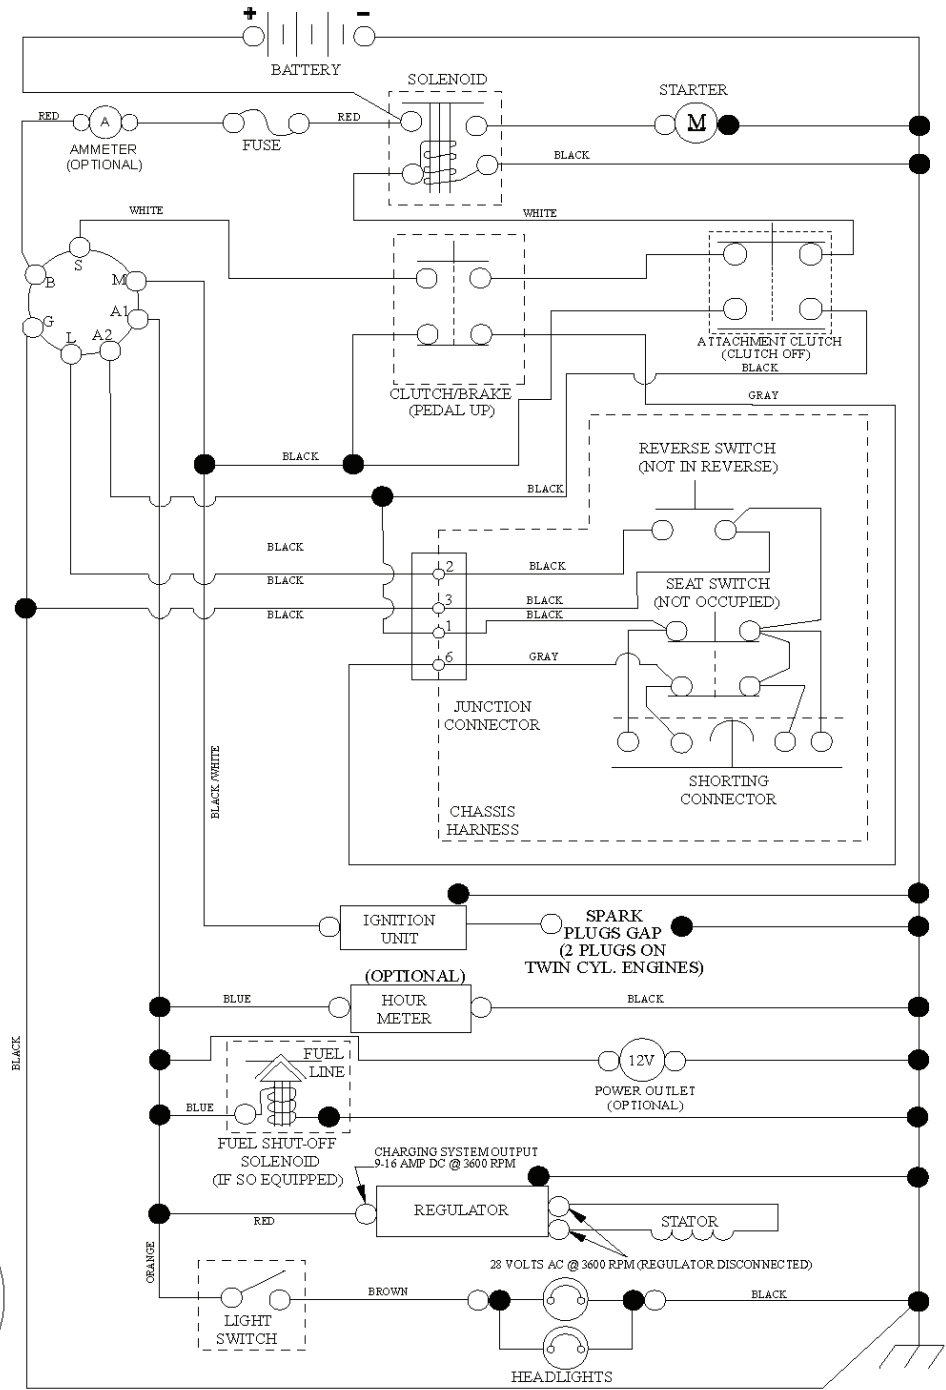 + −
BATTERY
SOLENOID
STARTER
RED
A
AMMETER
(OPTIONAL)
FUSE
RED
M
BLACK
WHITE
WHITE
S
B
M
G
A1
L
A2
ATTACHMENT CLUTCH
(CLUTCH OFF)
BLACK
CLUTCH/BRAKE
(PEDAL UP)
GRAY
BLACK
REVERSE SWITCH
(NOT IN REVERSE)
BLACK
BLACK
2
BLACK
BLACK
SEAT SWITCH
(NOT OCCUPIED)
3
BLACK
BLACK
BLACK
1
6
GRAY
JUNCTION
CONNECTOR
BLACK/WHITE
SHORTING
CONNECTOR
CHASSIS
HARNESS
IGNITION
UNIT
SPARK
PLUGS GAP
(2 PLUGS ON
TWIN CYL. ENGINES)
(OPTIONAL)
BLUE
HOUR
METER
BLACK
BLACK
FUEL
LINE
12V
POWER OUTLET
(OPTIONAL)
BLUE
FUEL SHUT-OFF
SOLENOID
(IF SO EQUIPPED)
CHARGING SYSTEM OUTPUT
9-16 AMP DC @ 3600 RPM
REGULATOR
RED
STATOR
ORANGE
28 VOLTS AC @ 3600 RPM (REGULATOR DISCONNECTED)
BROWN
BLACK
LIGHT
SWITCH
HEADLIGHTS